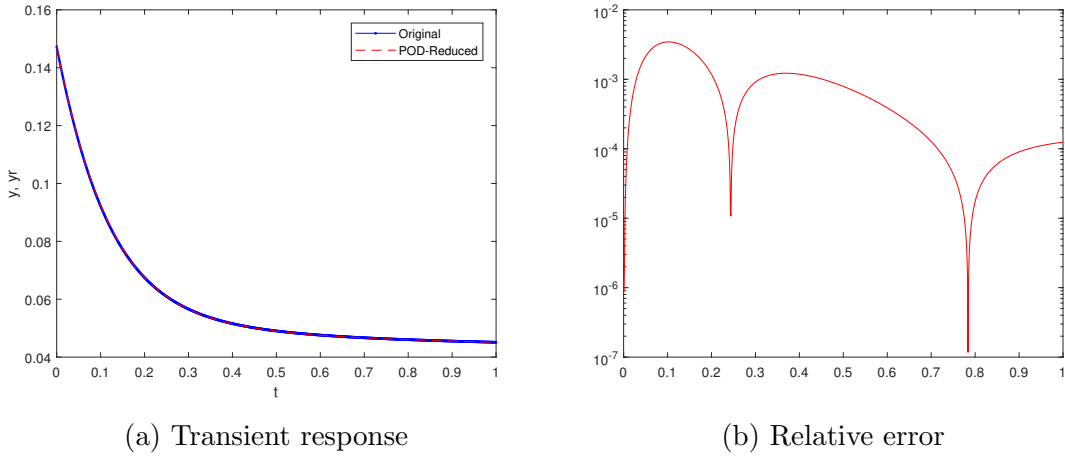 0.16
0.14
0.12
0.1
0.08
0.06
0.04
y, yr
Original
POD-Reduced
0 0.1 0.2 0.3 0.4 0.5 0.6 0.7 0.8 0.9 1
t
(a) Transient response
10^-2
10^-3
10^-4
10^-5
10^-6
10^-7
0 0.1 0.2 0.3 0.4 0.5 0.6 0.7 0.8 0.9 1
(b) Relative error